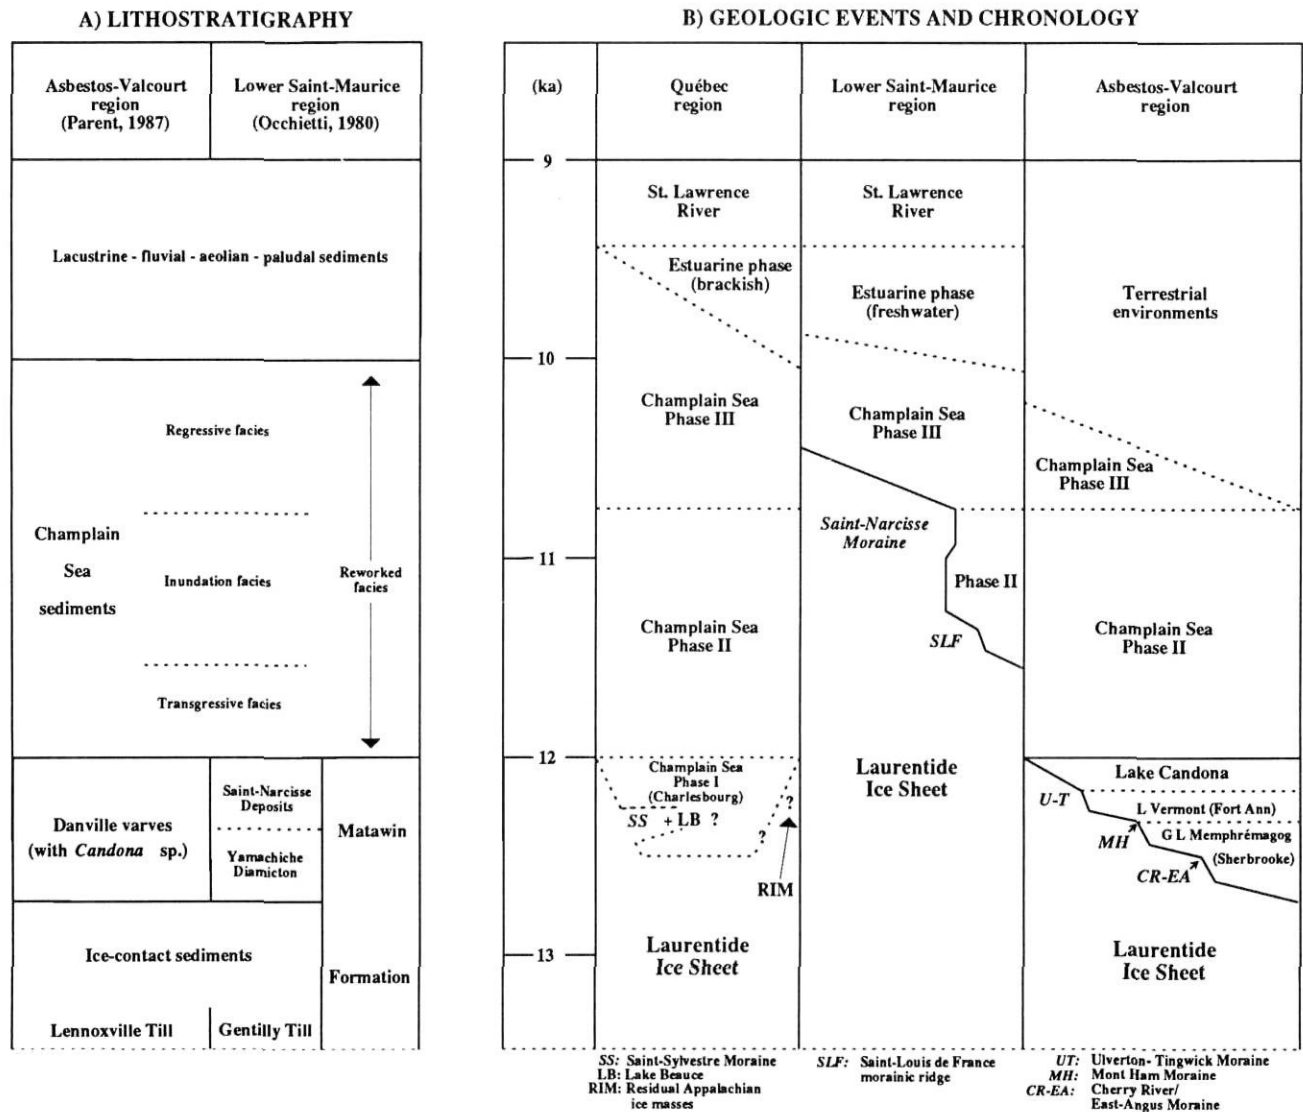 A) LITHOSTRATIGRAPHY
Asbestos-Valcourt
region
(Parent, 1987)
Lower Saint-Maurice
region
(Occhietti, 1980)
Lacustrine - fluvial - aeolian - paludal sediments
Regressive facies
Champlain
Sea
sediments
Inundation facies
Reworked
facies
Transgressive facies
Danville varves
(with Candona sp.)
Saint-Narcisse
Deposits
Yamachiche
Diamicton
Matawin
Formation
Ice-contact sediments
Lennoxville Till
Gentilly Till
B) GEOLOGIC EVENTS AND CHRONOLOGY
(ka)
Québec
region
Lower Saint-Maurice
region
Asbestos-Valcourt
region
9
10
11
12
13
St. Lawrence
River
Estuarine phase
(brackish)
Champlain Sea
Phase III
Champlain Sea
Phase II
Champlain Sea
Phase I
(Charlesbourg)
SS + LB ?
?
?
RIM
Laurentide
Ice Sheet
St. Lawrence
River
Estuarine phase
(freshwater)
Champlain Sea
Phase III
Saint-Narcisse
Moraine
Phase II
SLF
Laurentide
Ice Sheet
Terrestrial
environments
Champlain Sea
Phase III
Champlain Sea
Phase II
Lake Candona
U-T
L Vermont (Fort Ann)
MH
G L Memphrémagog
(Sherbrooke)
CR-EA
Laurentide
Ice Sheet
SS: Saint-Sylvestre Moraine
LB: Lake Beauce
RIM: Residual Appalachian
ice masses
SLF: Saint-Louis de France
morainic ridge
UT: Ulverton- Tingwick Moraine
MH: Mont Ham Moraine
CR-EA: Cherry River/
East-Angus Moraine